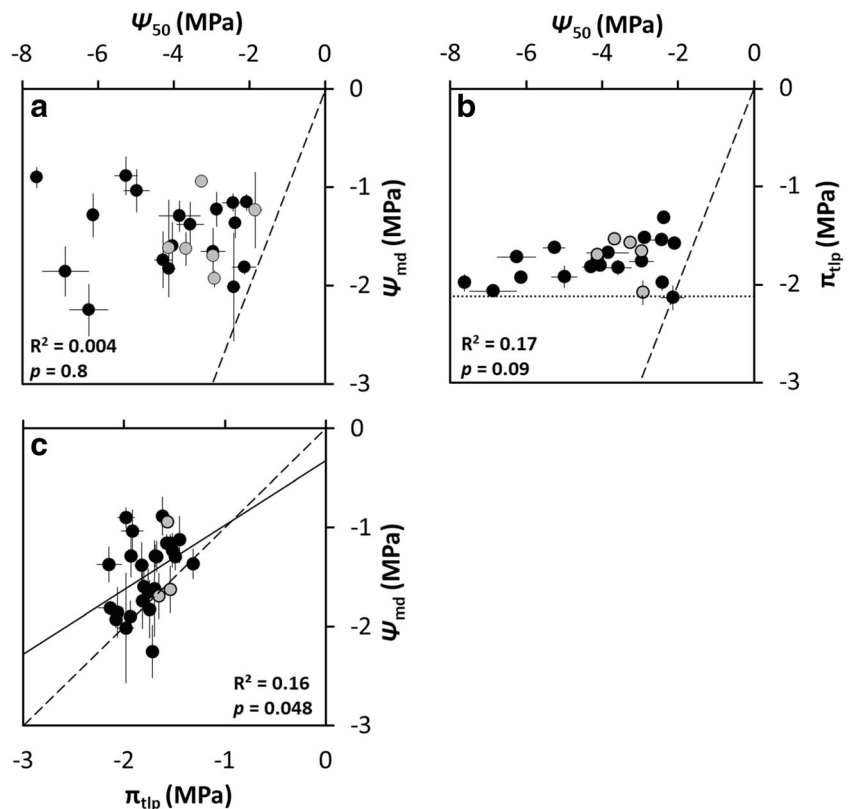 Ψ50 (MPa)
-8 -6 -4 -2 0
a
0
-1
-2
-3
Ψmd (MPa)
R² = 0.004
p = 0.8
Ψ50 (MPa)
-8 -6 -4 -2 0
b
0
-1
-2
-3
πtlp (MPa)
R² = 0.17
p = 0.09
c
0
-1
-2
-3
Ψmd (MPa)
R² = 0.16
p = 0.048
-3 -2 -1 0
πtlp (MPa)